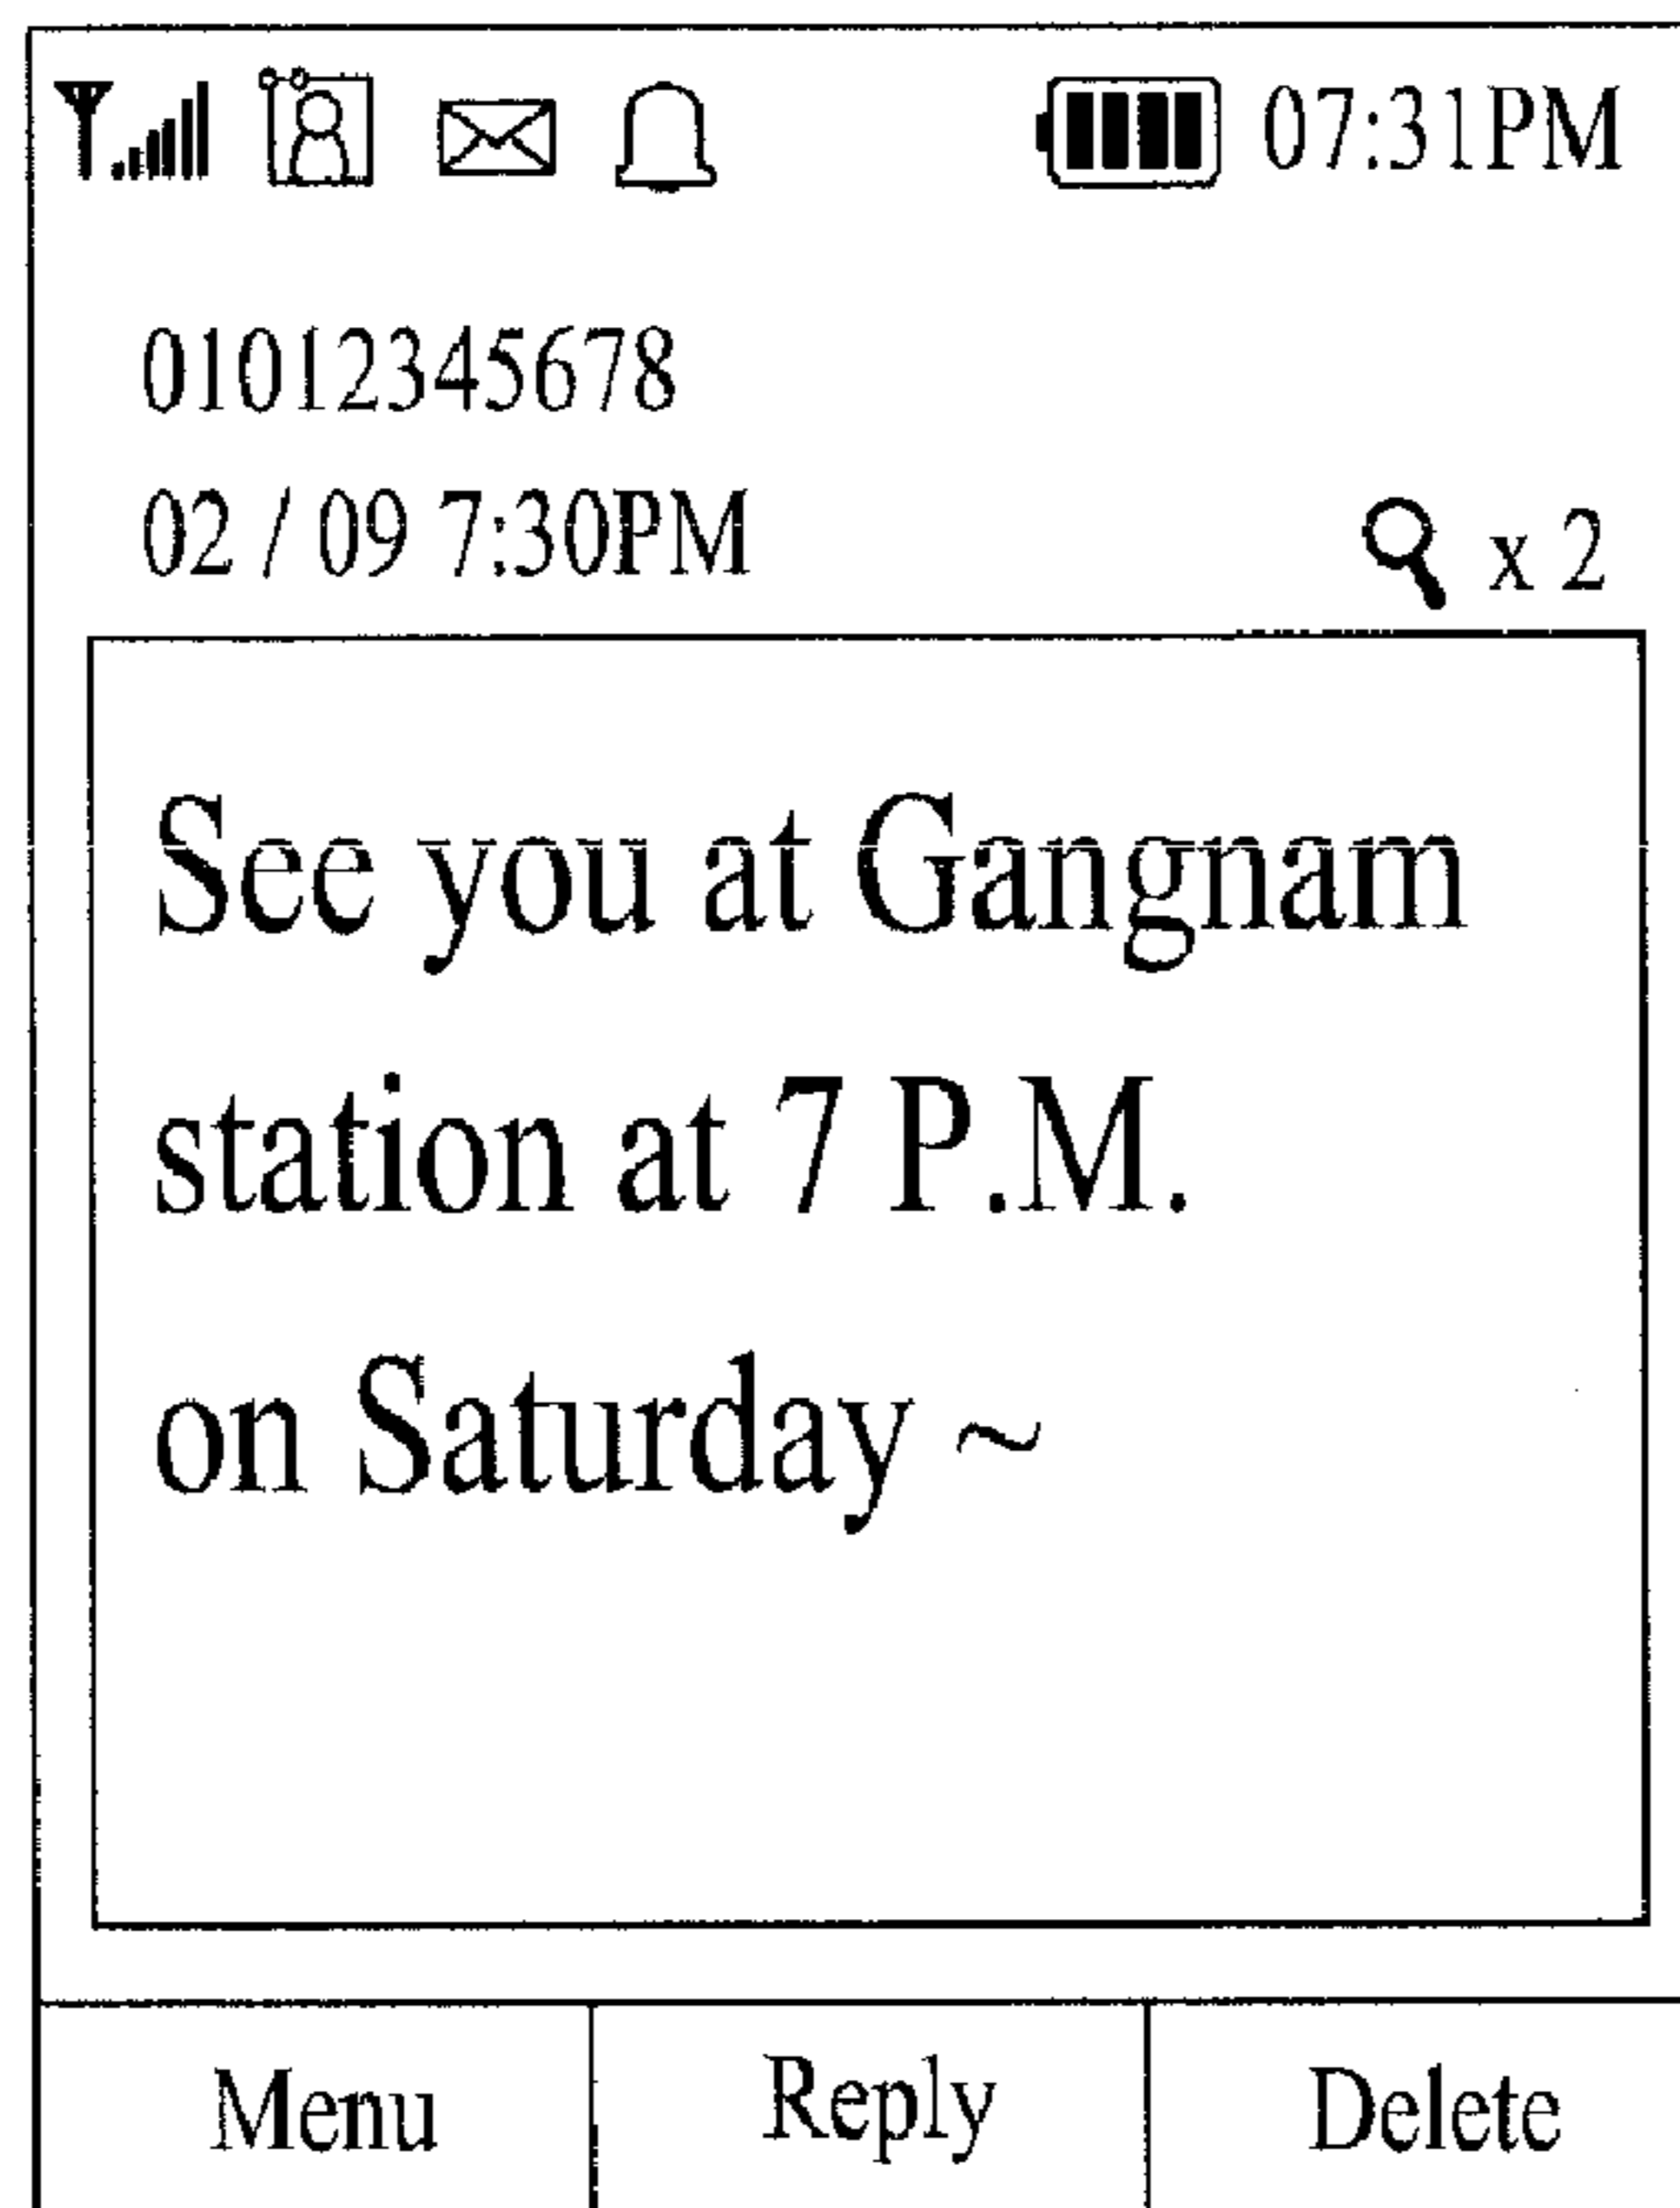 07:31PM
01012345678
02 / 09 7:30PM
x 2
See you at Gangnam
station at 7 P.M.
on Saturday ~
Menu
Reply
Delete